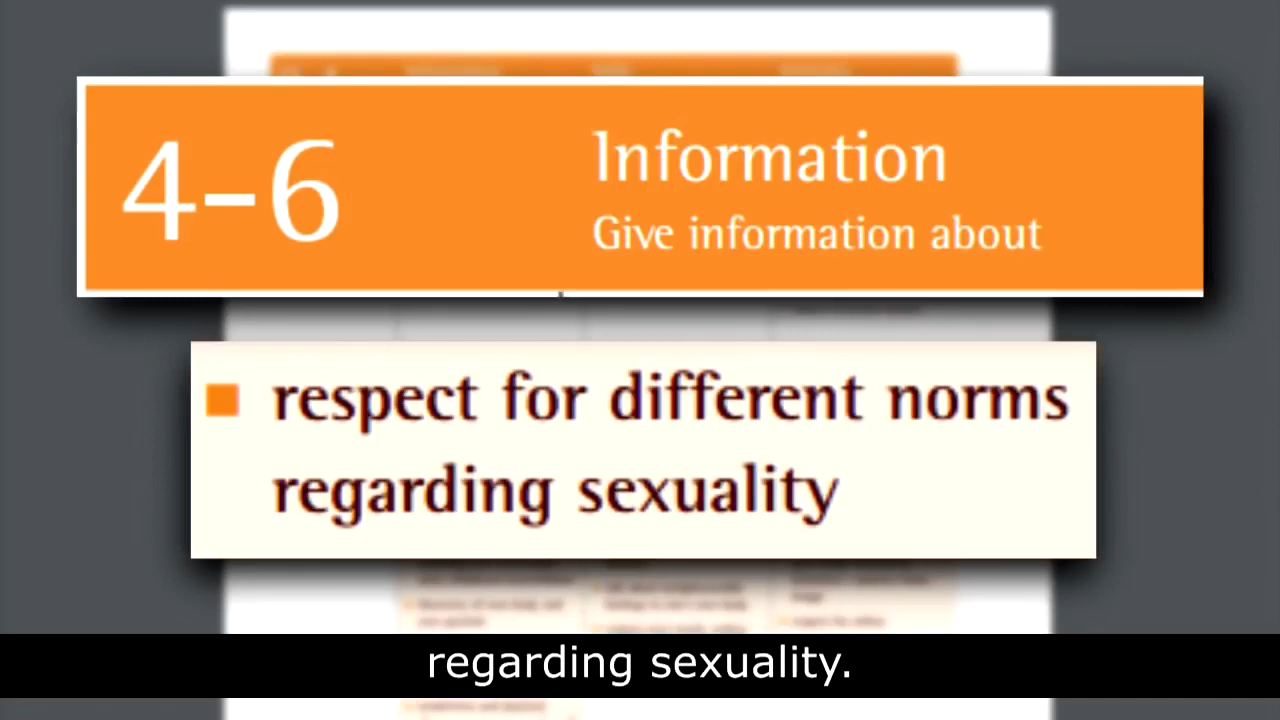 4-6
Information
Give information about
respect for different norms
regarding sexuality
regarding sexuality.